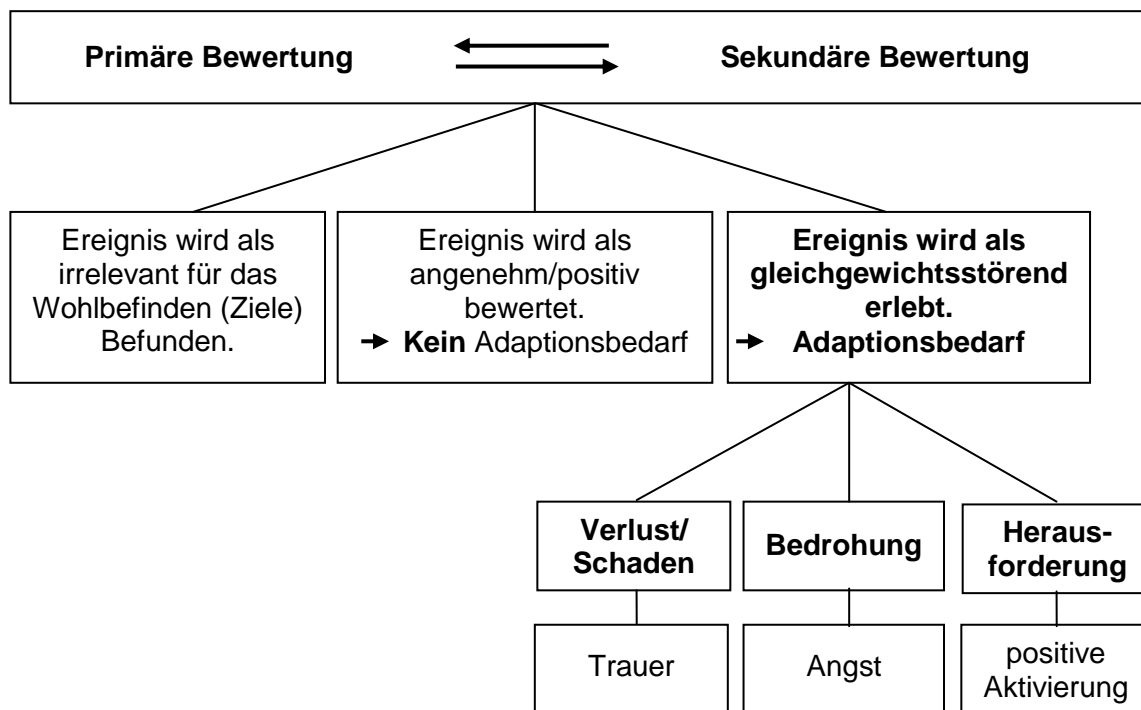 Primäre Bewertung
Sekundäre Bewertung
Ereignis wird als
irrelevant für das
Wohlbefinden (Ziele)
Befunden.
Ereignis wird als
angenehm/positiv
bewertet.
Kein Adaptionsbedarf
Ereignis wird als
gleichgewichtsstörend
erlebt.
Adaptionsbedarf
Verlust/
Schaden
Bedrohung
Heraus-
forderung
Trauer
Angst
positive
Aktivierung